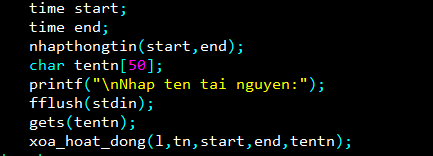 time start;
time end;
nhapthongtin(start,end);
char tentn[50];
printf("\nNhap ten tai nguyen:");
fflush(stdin);
gets(tentn);
xoa_hoat_dong(l,tn,start,end,tentn);